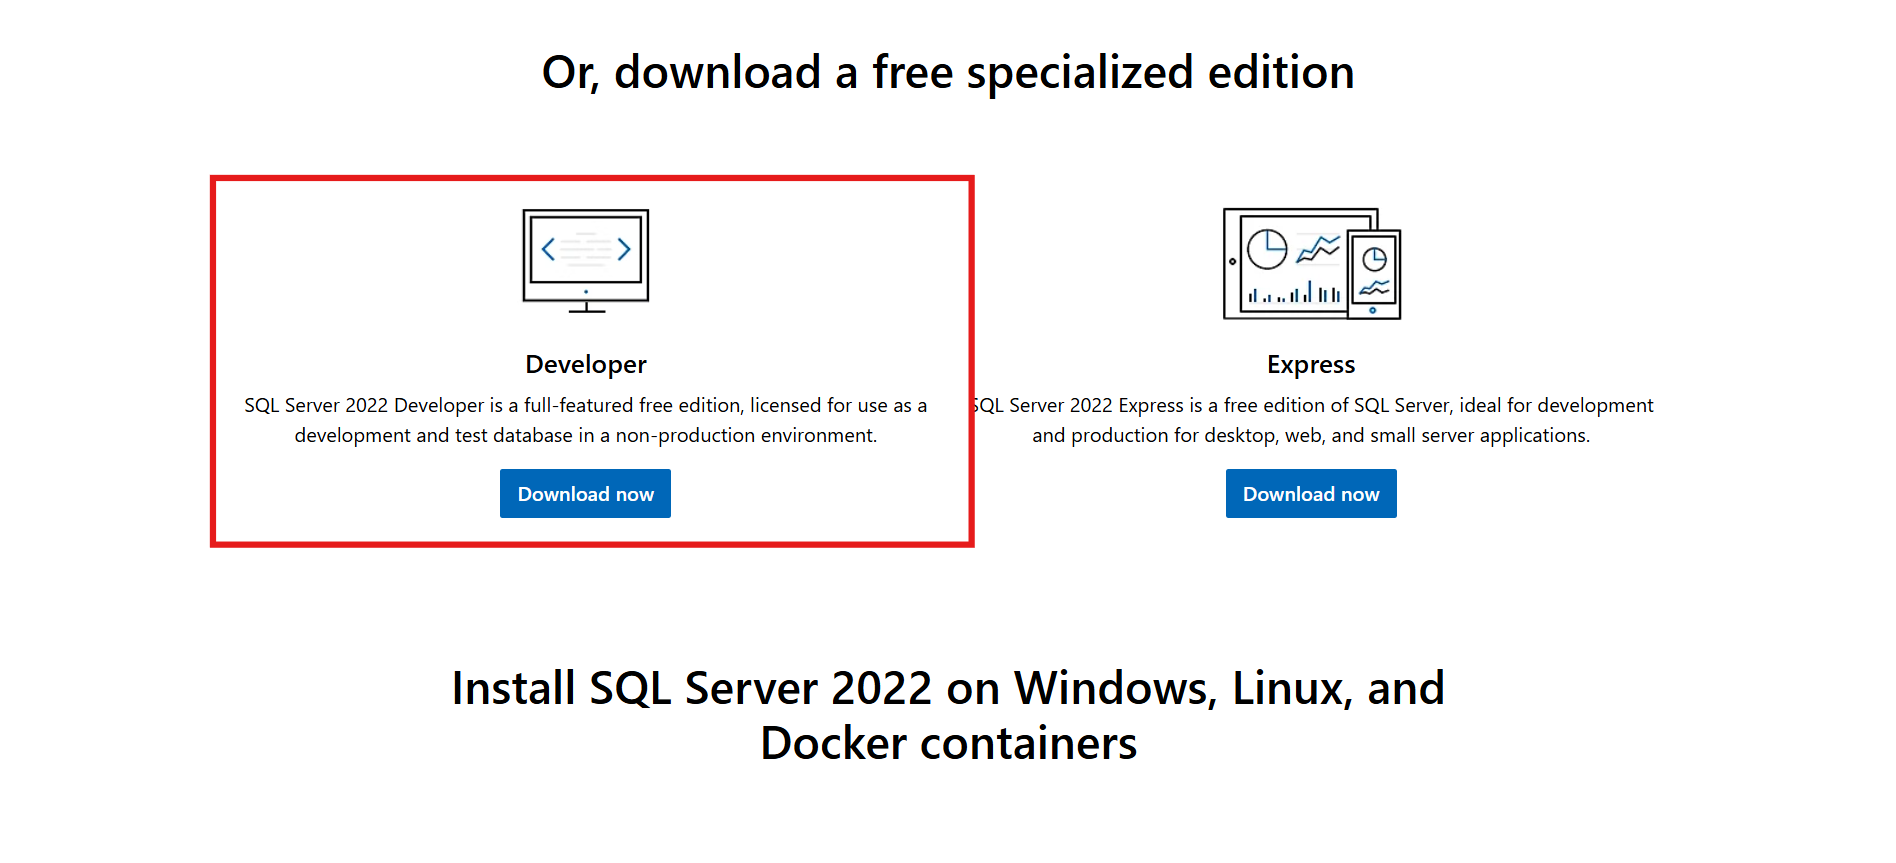 Or, download a free specialized edition
Developer
SQL Server 2022 Developer is a full-featured free edition, licensed for use as a
development and test database in a non-production environment.
Download now
Express
SQL Server 2022 Express is a free edition of SQL Server, ideal for development
and production for desktop, web, and small server applications.
Download now
Install SQL Server 2022 on Windows, Linux, and
Docker containers